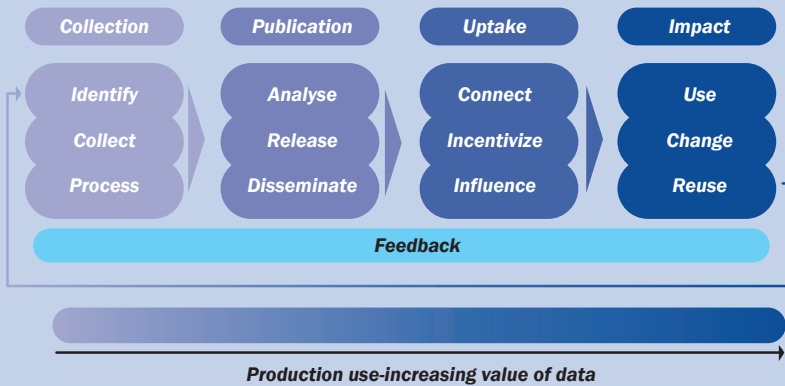 Collection
Publication
Uptake
Impact
Identify
Collect
Process
Analyse
Release
Disseminate
Connect
Incentivize
Influence
Use
Change
Reuse
Feedback
Production use-increasing value of data